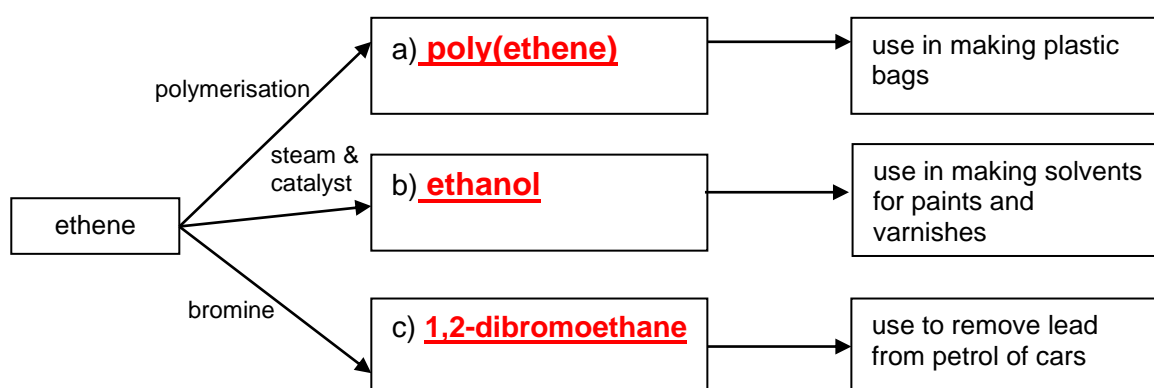 a) poly(ethene)
use in making plastic
bags
polymerisation
steam &
catalyst
b) ethanol
use in making solvents
for paints and
varnishes
ethene
bromine
c) 1,2-dibromoethane
use to remove lead
from petrol of cars